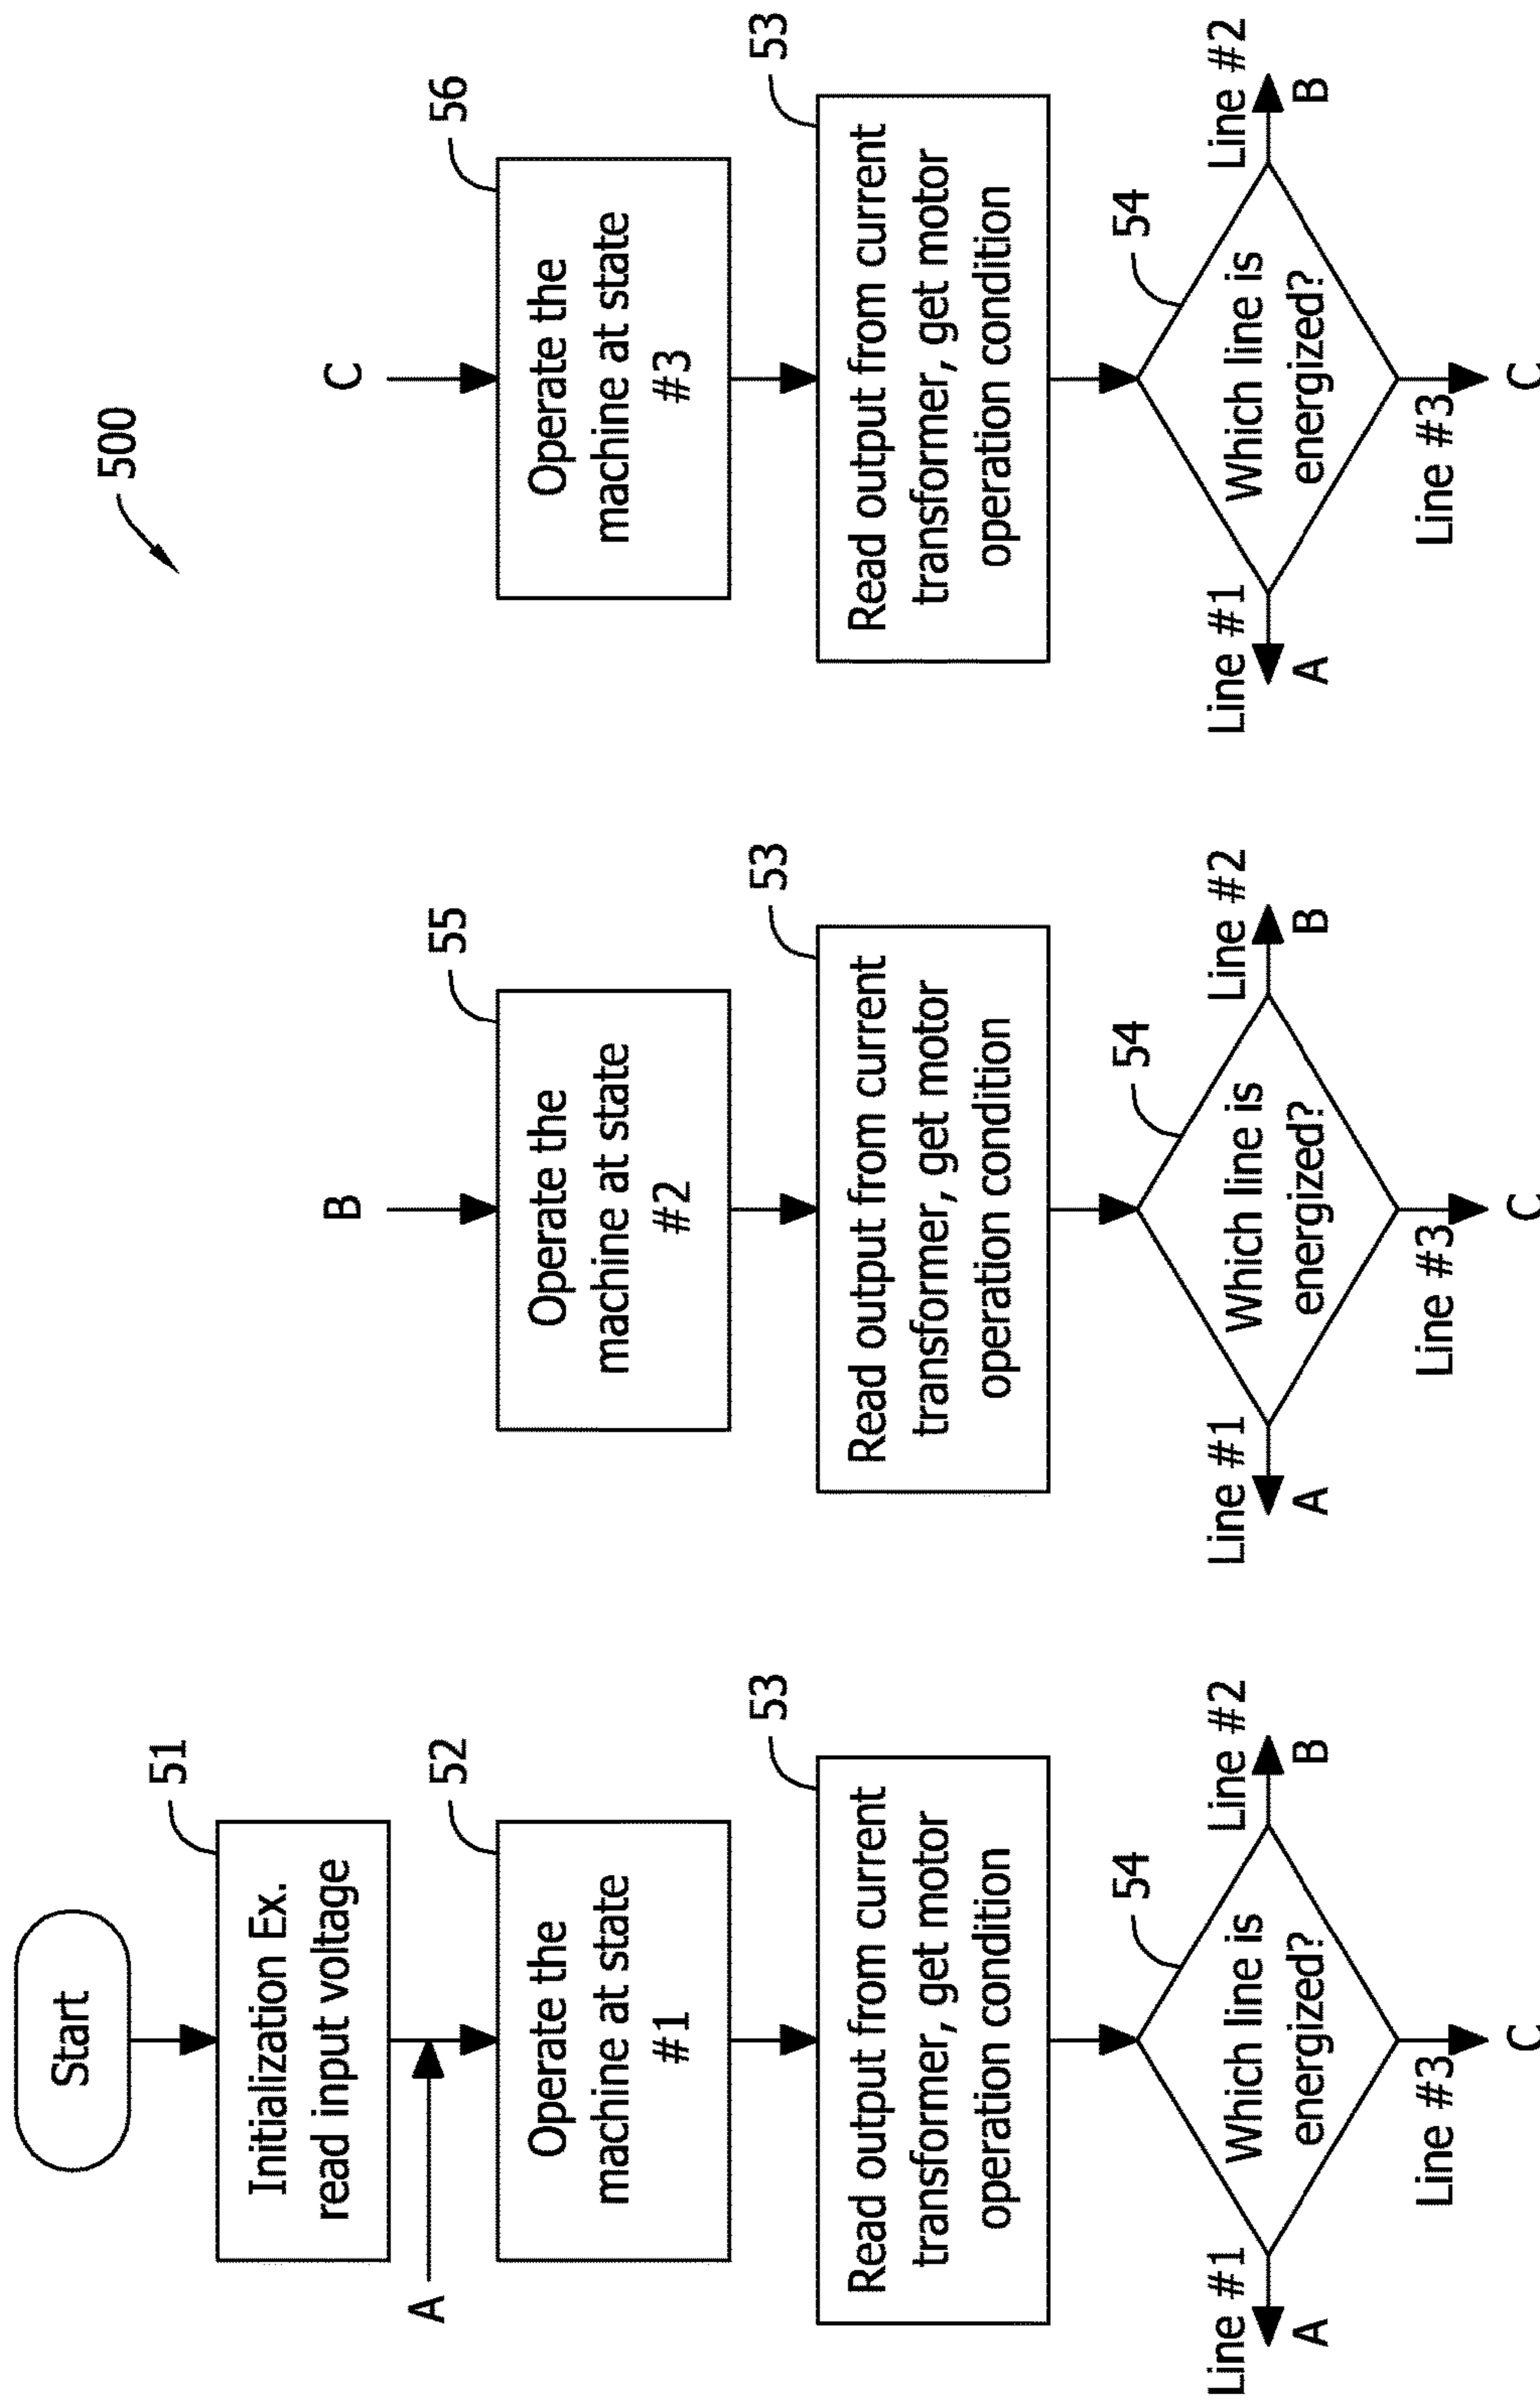 500
Start
51
Initialization Ex.
read input voltage
A
52
Operate the
machine at state
#1
53
Read output from current
transformer, get motor
operation condition
54
Which line is
energized?
Line #1
A
Line #2
B
Line #3
C
B
55
Operate the
machine at state
#2
53
Read output from current
transformer, get motor
operation condition
54
Which line is
energized?
Line #1
A
Line #2
B
Line #3
C
C
56
Operate the
machine at state
#3
53
Read output from current
transformer, get motor
operation condition
54
Which line is
energized?
Line #1
A
Line #2
B
Line #3
C